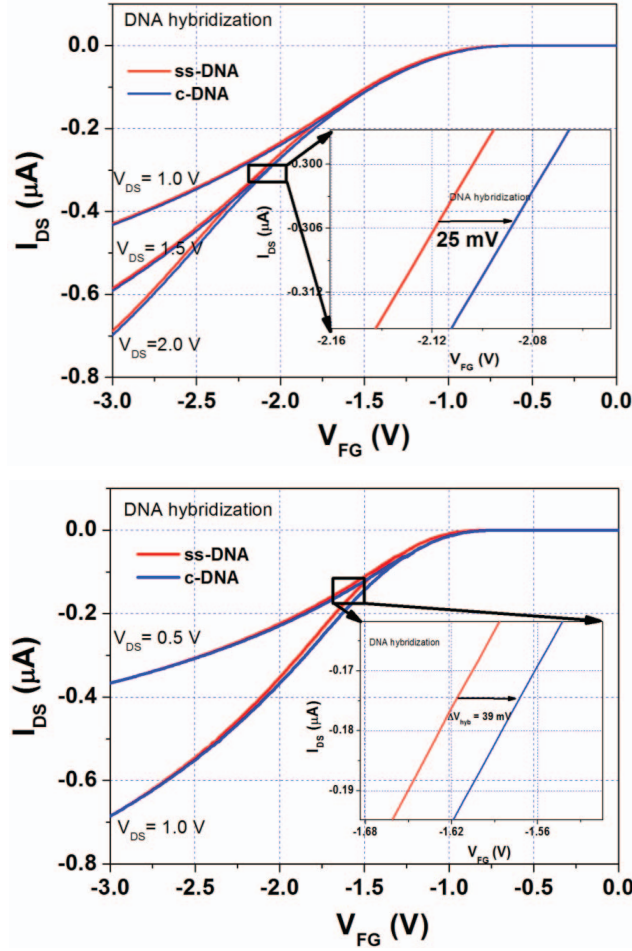 DNA hybridization
ss-DNA
c-DNA
0.0
-0.2
-0.4
-0.6
-0.8
I_DS (μA)
V_DS= 1.0 V
V_DS= 1.5 V
V_DS=2.0 V
-0.300
-0.306
-0.312
I_DS (μA)
DNA hybridization
25 mV
-2.16
-2.12
-2.08
V_FG (V)
-3.0
-2.5
-2.0
-1.5
-1.0
-0.5
0.0
V_FG (V)
DNA hybridization
ss-DNA
c-DNA
0.0
-0.2
-0.4
-0.6
-0.8
I_DS (μA)
V_DS= 0.5 V
V_DS= 1.0 V
DNA hybridization
-0.17
-0.18
-0.19
I_DS (μA)
ΔV_hyb = 39 mV
-1.68
-1.62
-1.56
V_FG (V)
-3.0
-2.5
-2.0
-1.5
-1.0
-0.5
0.0
V_FG (V)